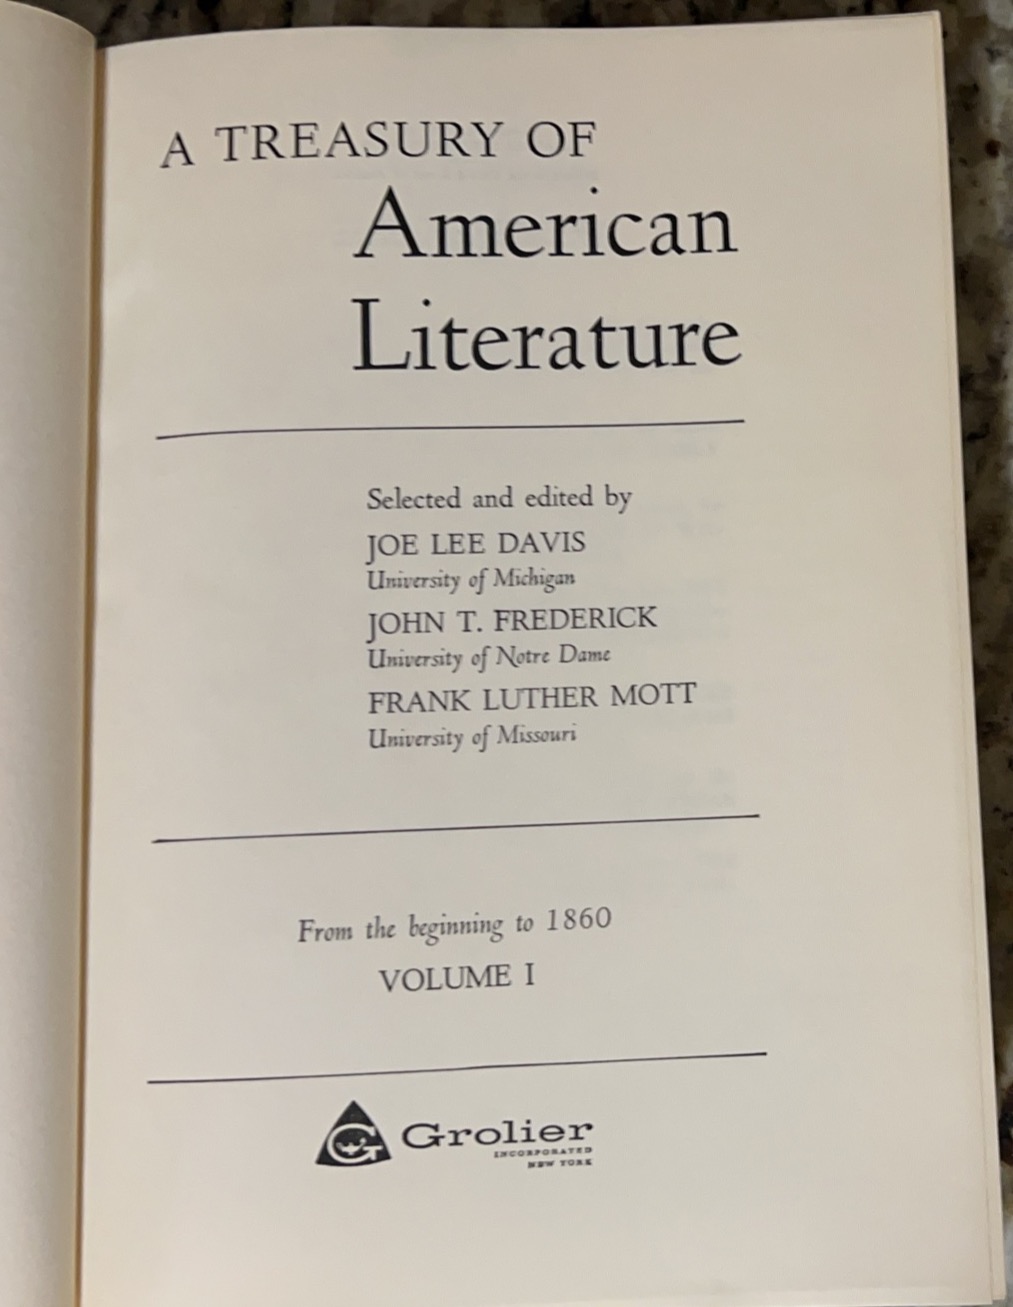 A TREASURY OF
American
Literature
Selected and edited by
JOE LEE DAVIS
University of Michigan
JOHN T. FREDERICK
University of Notre Dame
FRANK LUTHER MOTT
University of Missouri
From the beginning to 1860
VOLUME I
G Grolier
INCORPORATED
NEW YORK